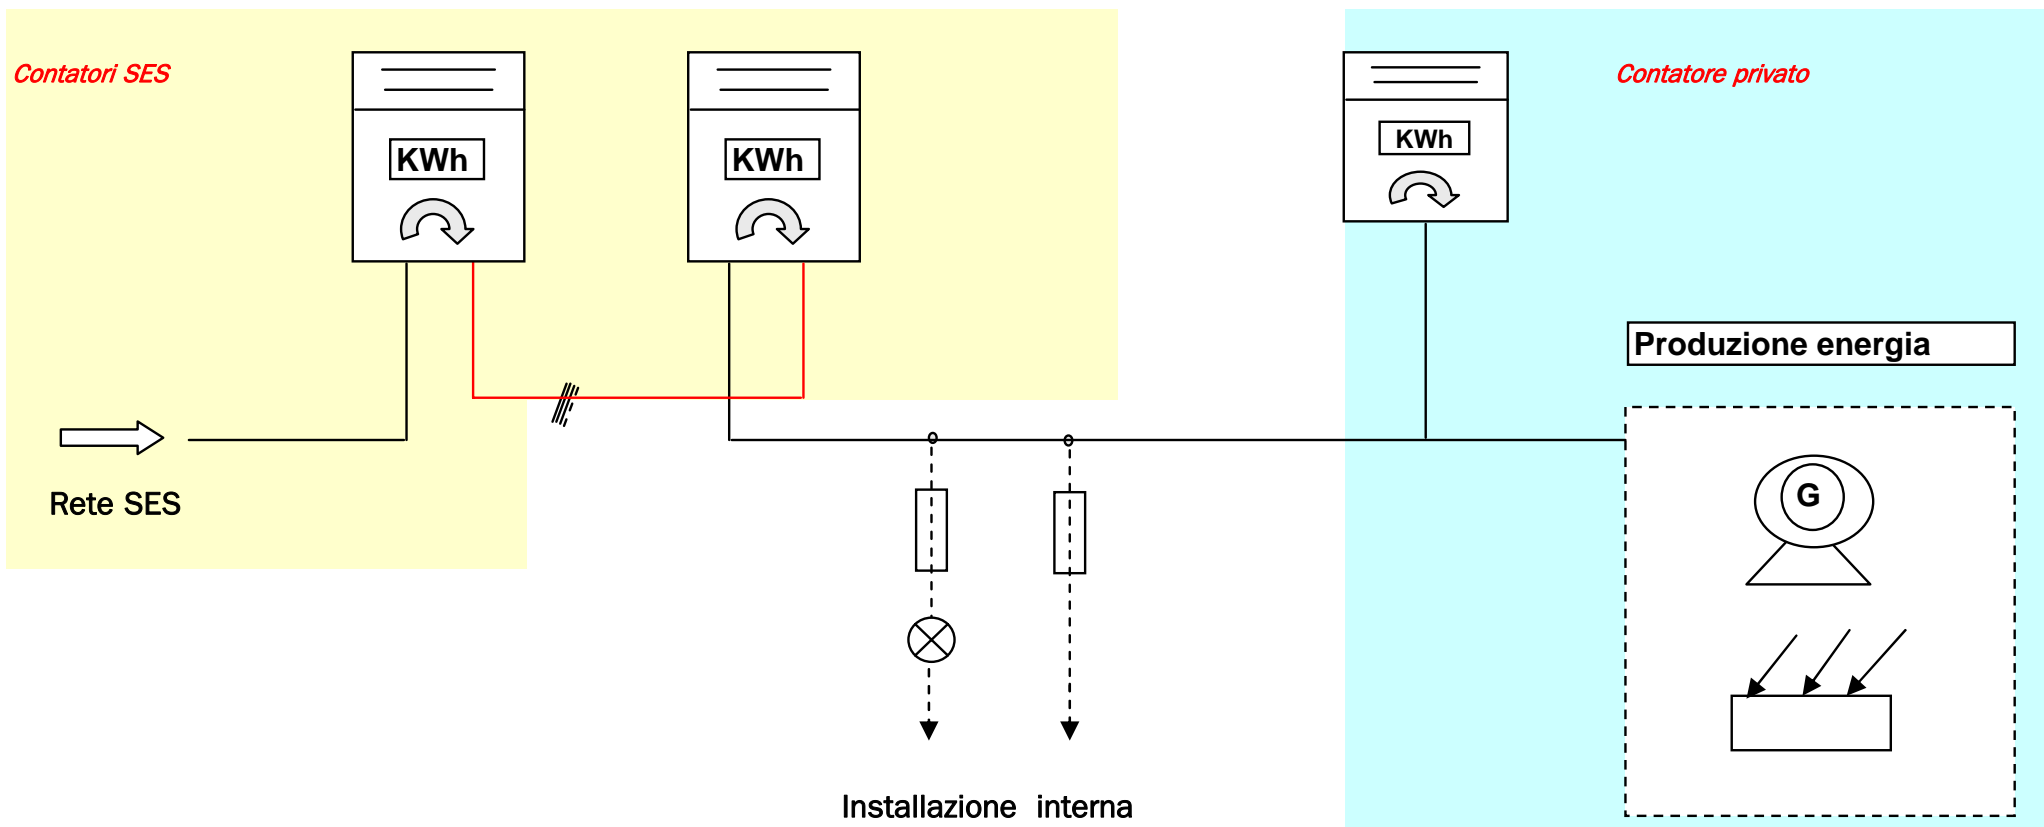 Contatori SES
Contatore privato
KWh
KWh
KWh
Produzione energia
Rete SES
G
Installazione interna